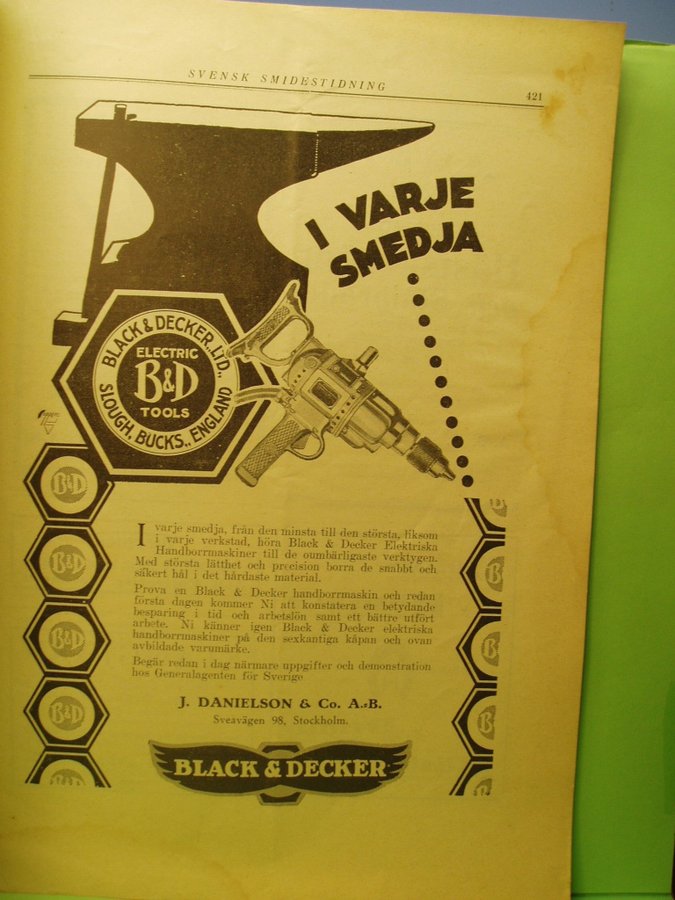 SVENSK SMIDESTIDNING
421
I VARJE
SMEDJA
BLACK & DECKER, LTD.,
SLOUGH, BUCKS., ENGLAND
ELECTRIC
B&D
TOOLS
B&D
B&D
B&D
B&D
I varje smedja, från den minsta till den största, liksom
i varje verkstad, höra Black & Decker Elektriska
Handborrmaskiner till de oumbärligaste verktygen.
Med största lätthet och precision borra de snabbt och
säkert hål i det hårdaste material.
Prova en Black & Decker handborrmaskin och redan
första dagen kommer Ni att konstatera en betydande
besparing i tid och arbetslön samt ett bättre utfört
arbete. Ni känner igen Black & Decker elektriska
handborrmaskiner på den sexkantiga kåpan och ovan
avbildade varumärke.
Begär redan i dag närmare uppgifter och demonstration
hos Generalagenten för Sverige
J. DANIELSON & Co. A.-B.
Sveavägen 98, Stockholm.
BLACK & DECKER